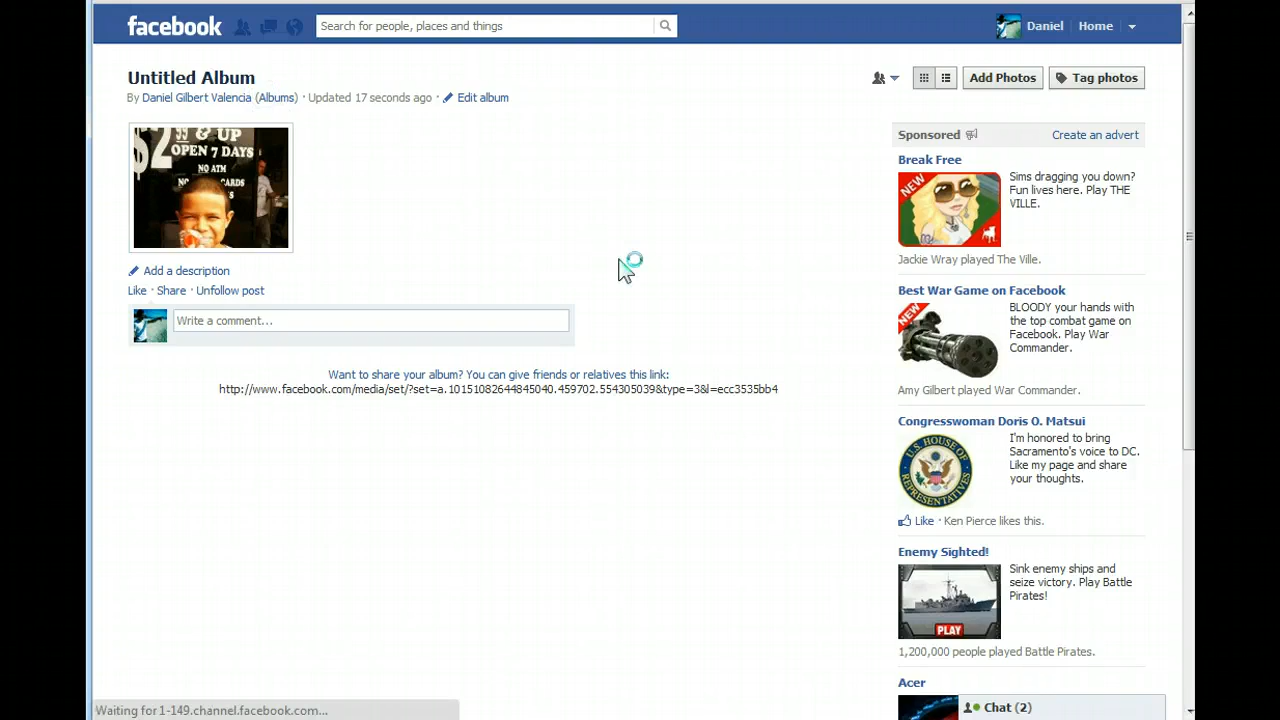 facebook
Search for people, places and things
Daniel
Home
Untitled Album
By Daniel Gilbert Valencia (Albums) · Updated 17 seconds ago · Edit album
Add Photos
Tag photos
$2.99 & UP
OPEN 7 DAYS
NO ATM
Add a description
Like · Share · Unfollow post
Write a comment...
Want to share your album? You can give friends or relatives this link:
http://www.facebook.com/media/set/?set=a.10151082644845040.459702.554305039&type=3&l=ecc3535bb4
Sponsored
Create an advert
Break Free
NEW
Sims dragging you down?
Fun lives here. Play THE
VILLE.
Jackie Wray played The Ville.
Best War Game on Facebook
NEW
BLOODY your hands with
the top combat game on
Facebook. Play War
Commander.
Amy Gilbert played War Commander.
Congresswoman Doris O. Matsui
U.S. HOUSE OF
REPRESENTATIVES
I'm honored to bring
Sacramento's voice to DC.
Like my page and share
your thoughts.
Like · Ken Pierce likes this.
Enemy Sighted!
Sink enemy ships and
seize victory. Play Battle
Pirates!
PLAY
1,200,000 people played Battle Pirates.
Acer
Chat (2)
Waiting for 1-149.channel.facebook.com...